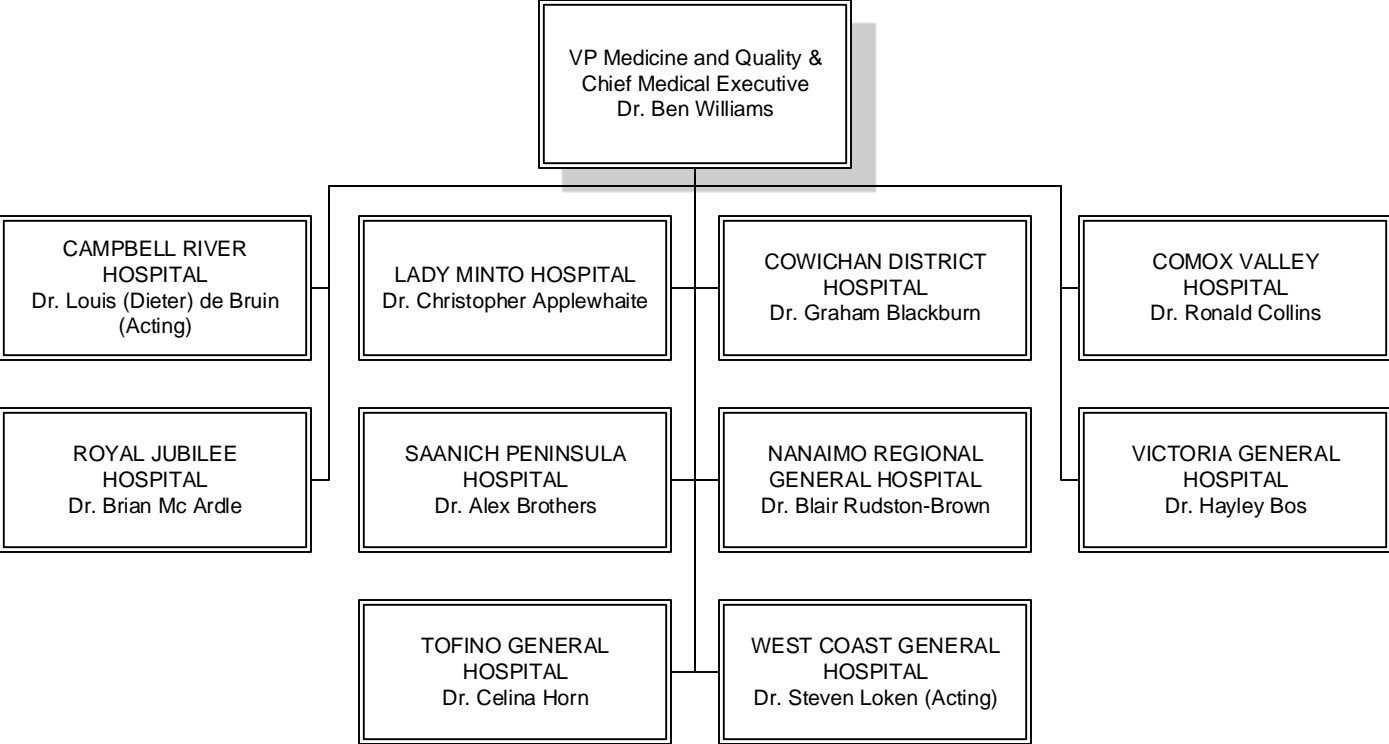 VP Medicine and Quality &
Chief Medical Executive
Dr. Ben Williams
CAMPBELL RIVER
HOSPITAL
Dr. Louis (Dieter) de Bruin
(Acting)
LADY MINTO HOSPITAL
Dr. Christopher Applewhaite
COWICHAN DISTRICT
HOSPITAL
Dr. Graham Blackburn
COMOX VALLEY
HOSPITAL
Dr. Ronald Collins
ROYAL JUBILEE
HOSPITAL
Dr. Brian Mc Ardle
SAANICH PENINSULA
HOSPITAL
Dr. Alex Brothers
NANAIMO REGIONAL
GENERAL HOSPITAL
Dr. Blair Rudston-Brown
VICTORIA GENERAL
HOSPITAL
Dr. Hayley Bos
TOFINO GENERAL
HOSPITAL
Dr. Celina Horn
WEST COAST GENERAL
HOSPITAL
Dr. Steven Loken (Acting)